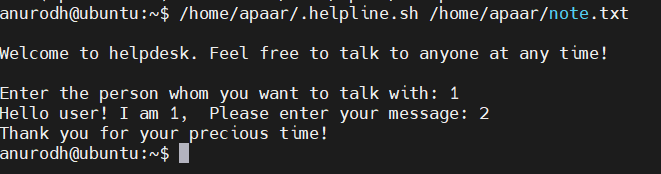 anurodh@ubuntu:~$ /home/apaar/.helpline.sh /home/apaar/note.txt
Welcome to helpdesk. Feel free to talk to anyone at any time!
Enter the person whom you want to talk with: 1
Hello user! I am 1,  Please enter your message: 2
Thank you for your precious time!
anurodh@ubuntu:~$